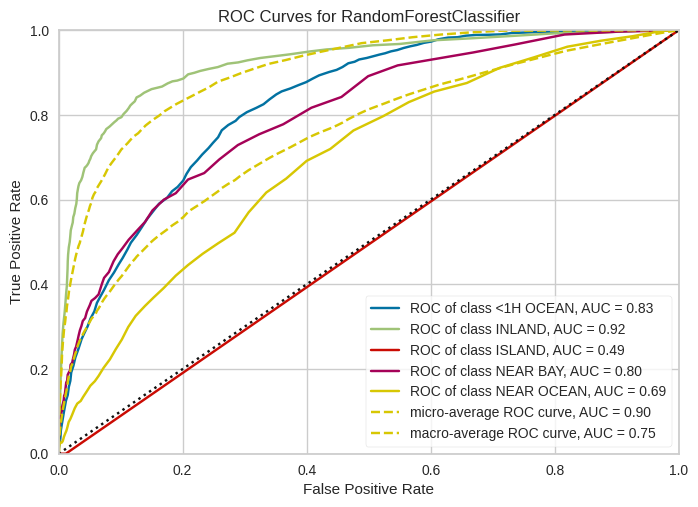 ROC Curves for RandomForestClassifier
1.0
0.8
0.6
0.4
0.2
0.0
True Positive Rate
ROC of class <1H OCEAN, AUC = 0.83
ROC of class INLAND, AUC = 0.92
ROC of class ISLAND, AUC = 0.49
ROC of class NEAR BAY, AUC = 0.80
ROC of class NEAR OCEAN, AUC = 0.69
micro-average ROC curve, AUC = 0.90
macro-average ROC curve, AUC = 0.75
0.0 0.2 0.4 0.6 0.8 1.0
False Positive Rate